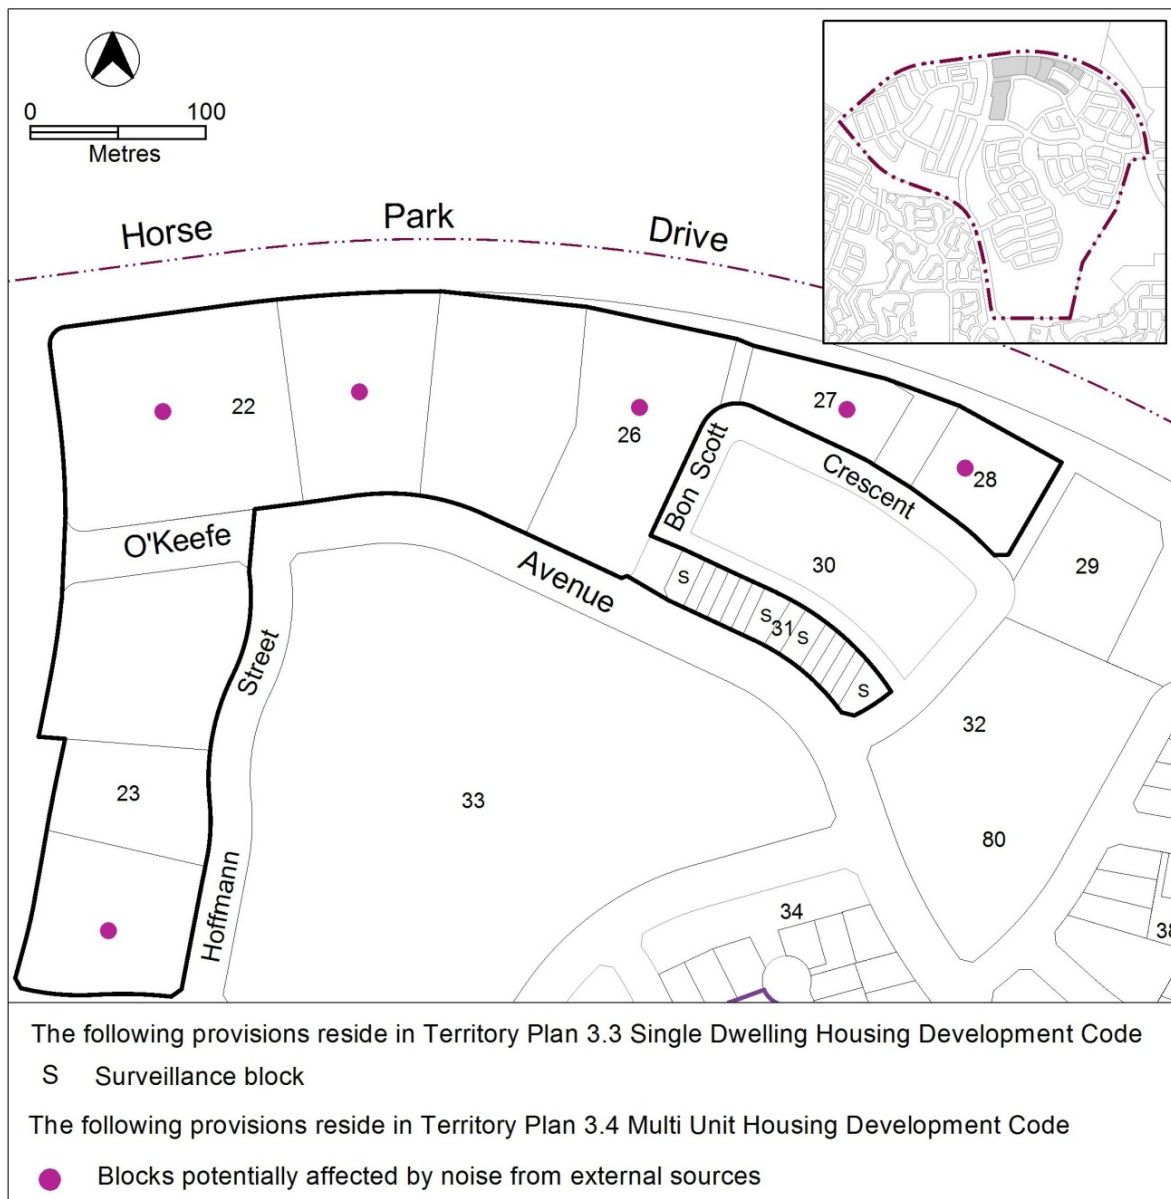 0 100
Metres
Horse Park Drive
22
26
27
28
29
Bon Scott Crescent
O'Keefe Avenue
30
S
S
31
S
S
Street
Hoffmann
23
33
32
80
34
38
The following provisions reside in Territory Plan 3.3 Single Dwelling Housing Development Code
S Surveillance block
The following provisions reside in Territory Plan 3.4 Multi Unit Housing Development Code
Blocks potentially affected by noise from external sources